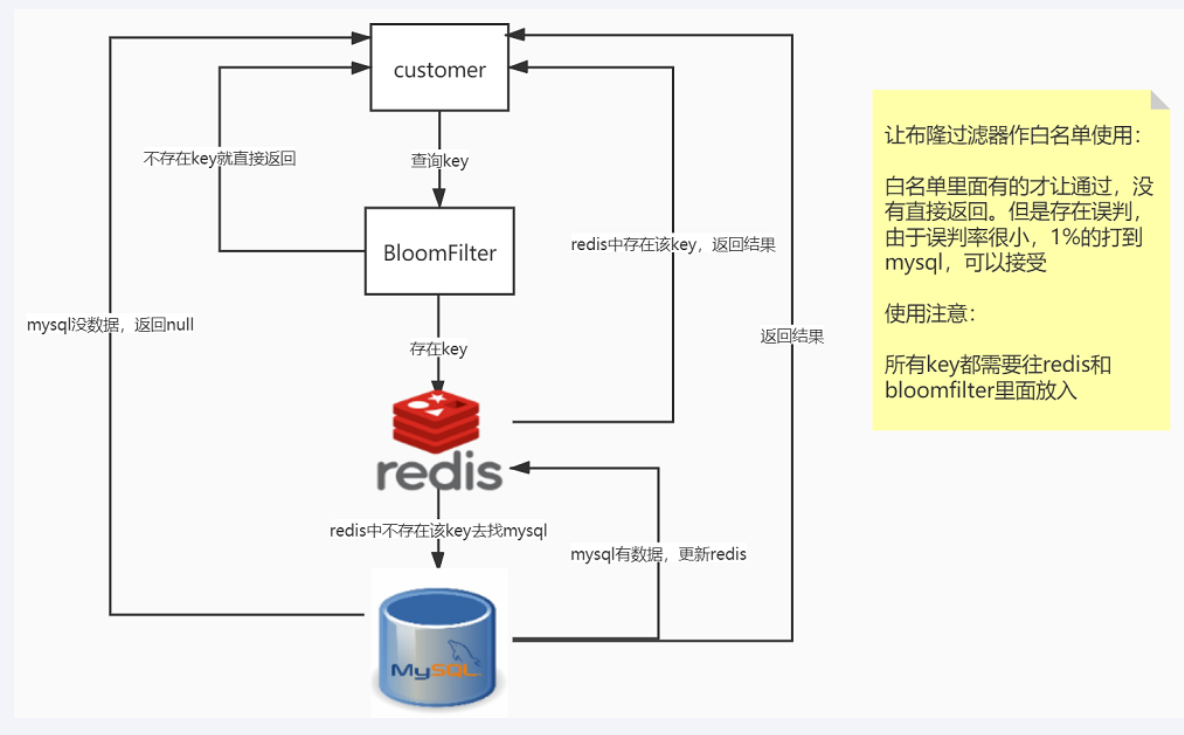 customer
不存在key就直接返回
查询key
BloomFilter
redis中存在该key，返回结果
mysql没数据，返回null
存在key
返回结果
redis
redis中不存在该key去找mysql
mysql有数据，更新redis
MySQL
让布隆过滤器作白名单使用：
白名单里面有的才让通过，没
有直接返回。但是存在误判，
由于误判率很小，1%的打到
mysql，可以接受
使用注意：
所有key都需要往redis和
bloomfilter里面放入